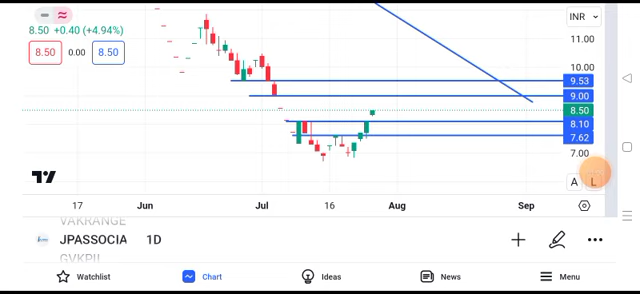 8.50 +0.40 (+4.94%)
INR
8.50 0.00 8.50
11.00
10.00
9.53
9.00
8.50
8.10
7.62
7.00
A L
17 Jun Jul 16 Aug Sep
VAKRANGE
JPASSOCIA 1D
GVKPIL
Watchlist Chart Ideas News Menu